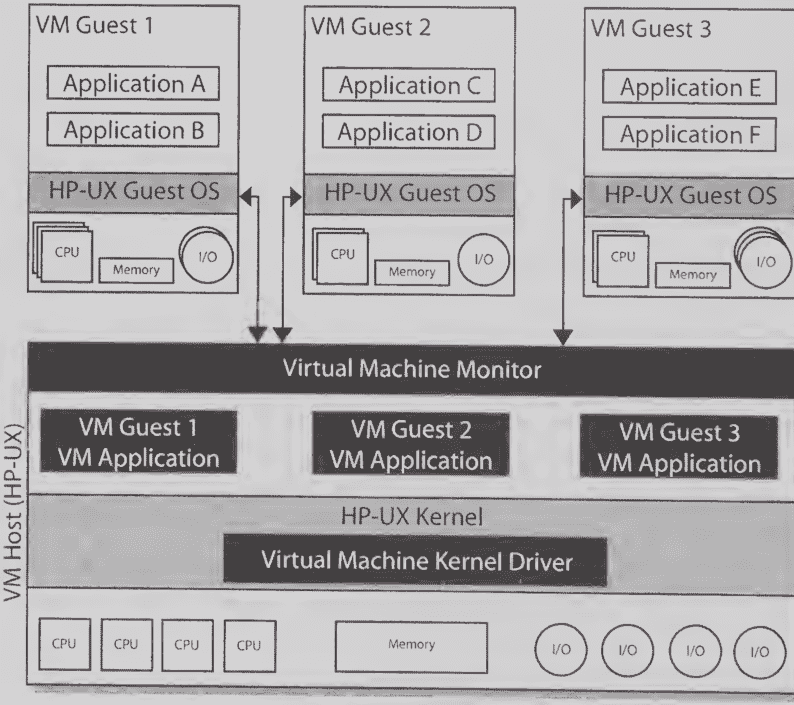 VM Guest 1
Application A
Application B
HP-UX Guest OS
CPU
Memory
I/O
VM Guest 2
Application C
Application D
HP-UX Guest OS
CPU
Memory
I/O
VM Guest 3
Application E
Application F
HP-UX Guest OS
CPU
Memory
I/O
VM Host (HP-UX)
Virtual Machine Monitor
VM Guest 1
VM Application
VM Guest 2
VM Application
VM Guest 3
VM Application
HP-UX Kernel
Virtual Machine Kernel Driver
CPU
CPU
CPU
CPU
Memory
I/O
I/O
I/O
I/O